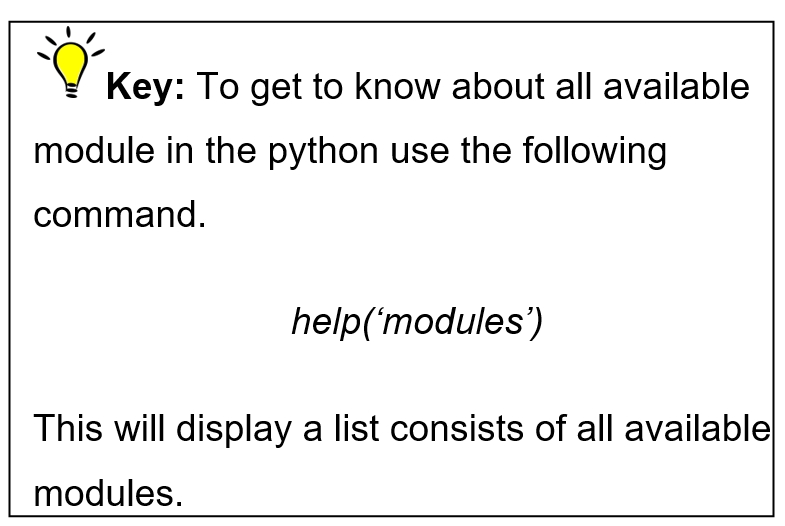 Key: To get to know about all available
module in the python use the following
command.
help(‘modules’)
This will display a list consists of all available
modules.